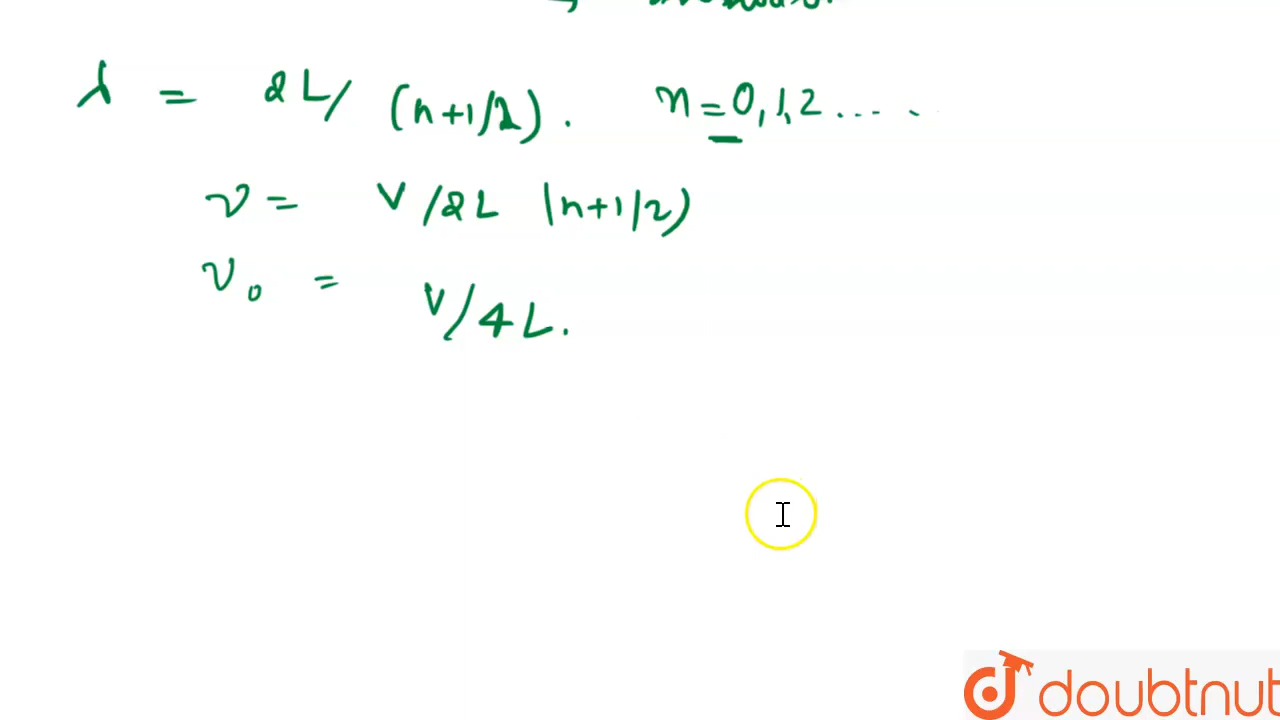 λ = 2L/ (n+1/2). n = 0,1,2.....
ν = v/2L (n+1/2)
ν₀ = v/4L.
doubtnut